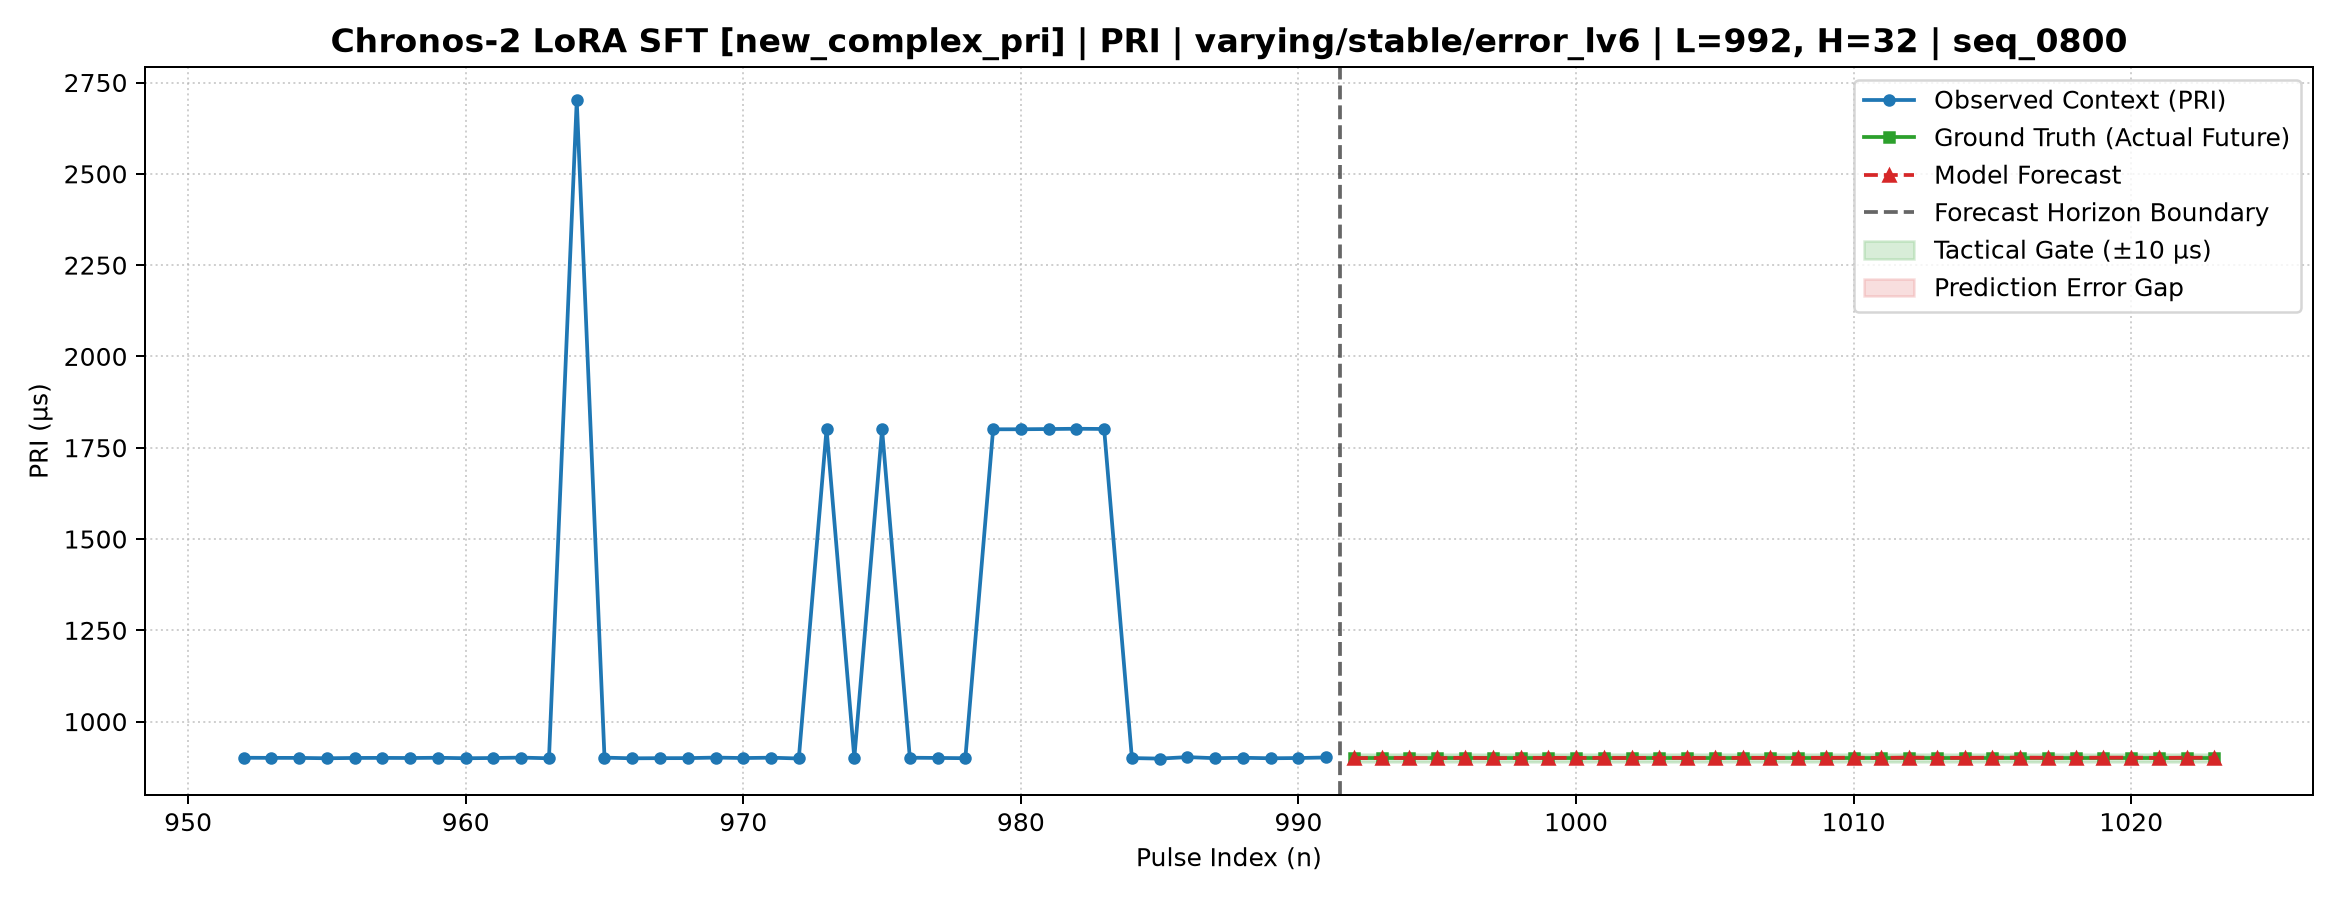 Chronos-2 LoRA SFT [new_complex_pri] | PRI | varying/stable/error_lv6 | L=992, H=32 | seq_0800
2750
2500
2250
2000
1750
1500
1250
1000
PRI (µs)
Observed Context (PRI)
Ground Truth (Actual Future)
Model Forecast
Forecast Horizon Boundary
Tactical Gate (±10 µs)
Prediction Error Gap
950 960 970 980 990 1000 1010 1020
Pulse Index (n)